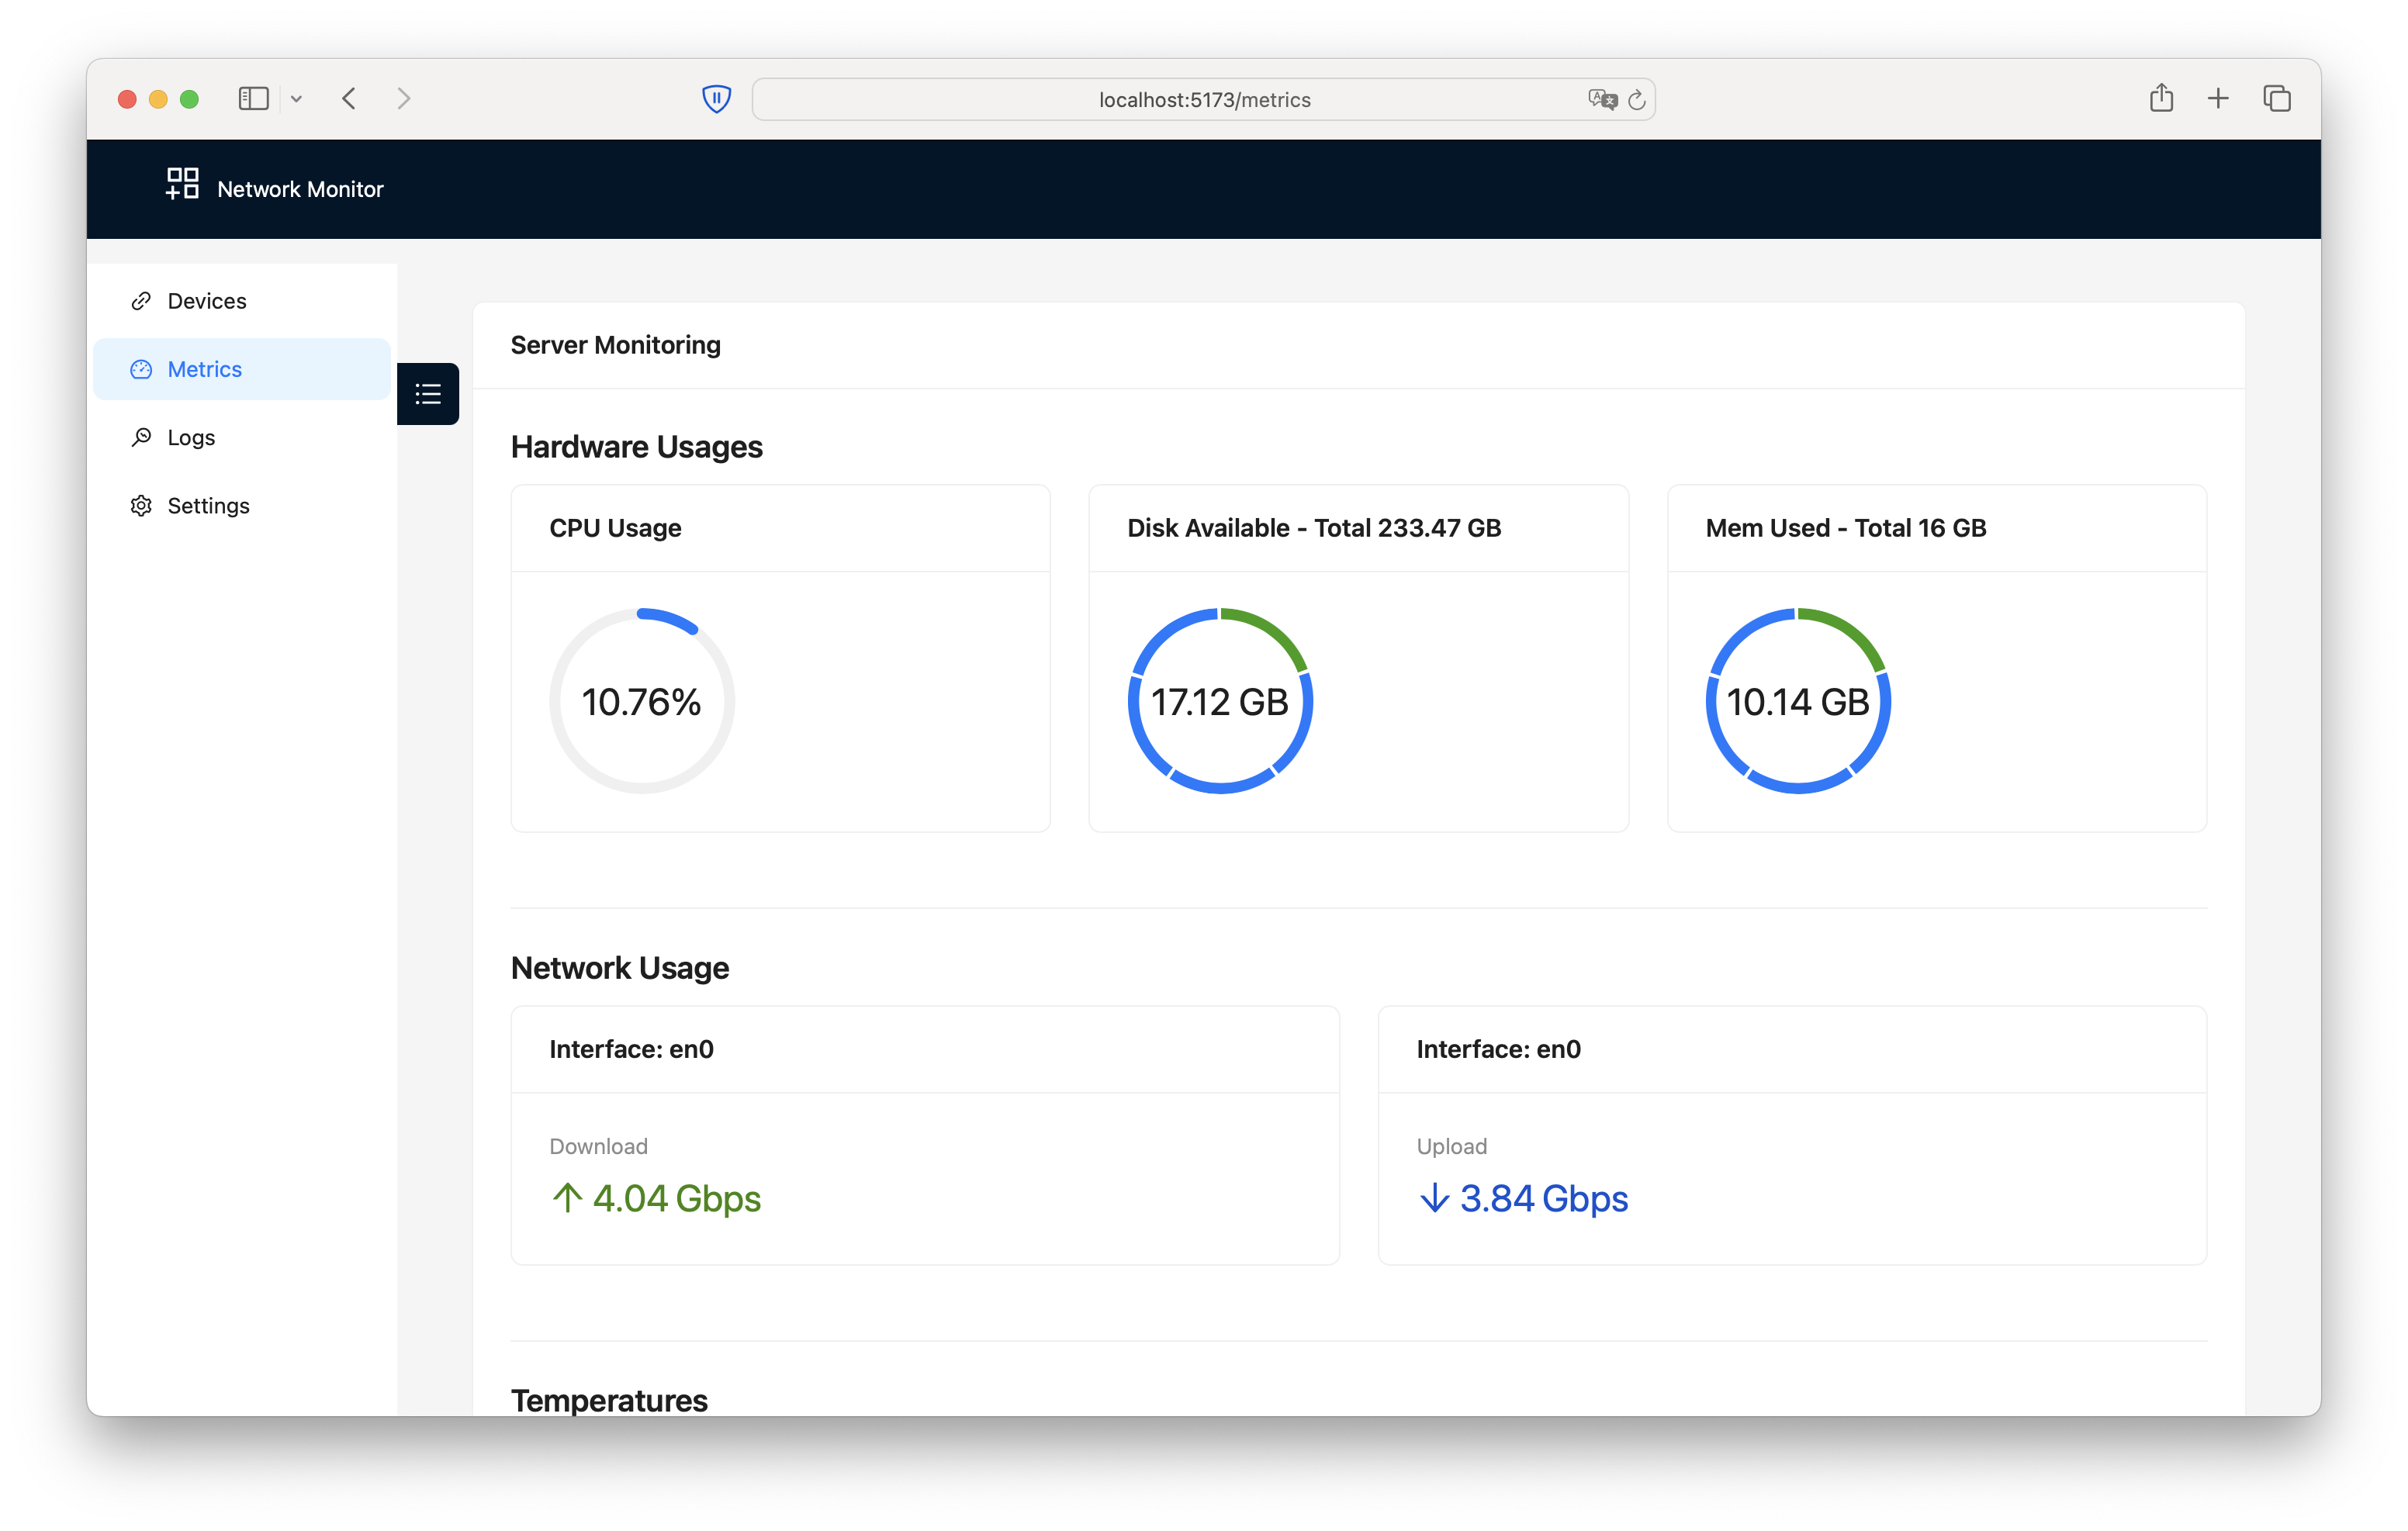 localhost:5173/metrics
Network Monitor
Devices
Metrics
Logs
Settings
Server Monitoring
Hardware Usages
CPU Usage
10.76%
Disk Available - Total 233.47 GB
17.12 GB
Mem Used - Total 16 GB
10.14 GB
Network Usage
Interface: en0
Download
4.04 Gbps
Interface: en0
Upload
3.84 Gbps
Temperatures